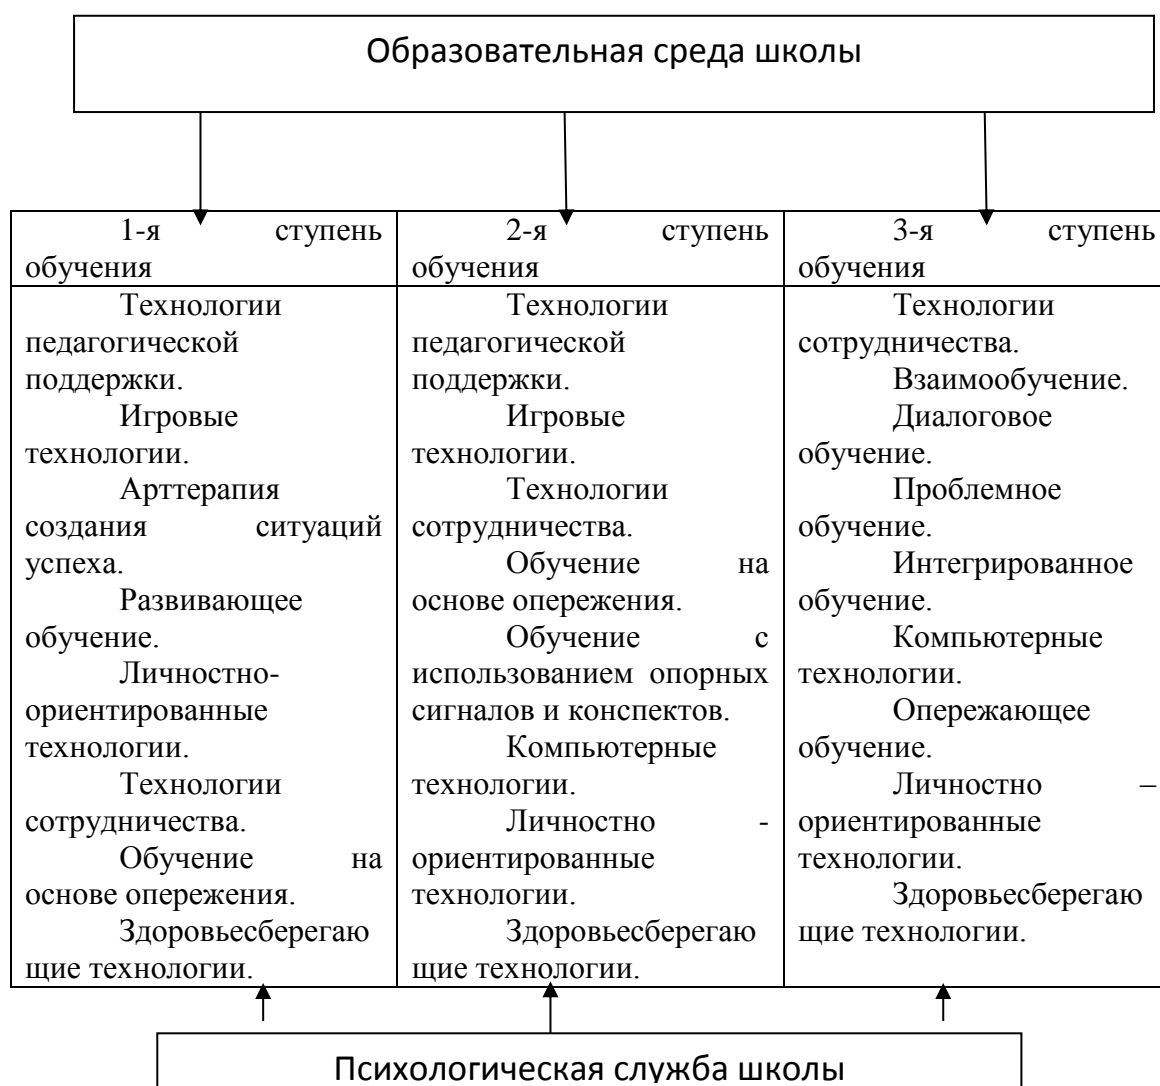 Образовательная среда школы
1-я ступень
обучения
2-я ступень
обучения
3-я ступень
обучения
Технологии
педагогической
поддержки.
Игровые
технологии.
Арттерапия
создания ситуаций
успеха.
Развивающее
обучение.
Личностно-
ориентированные
технологии.
Технологии
сотрудничества.
Обучение на
основе опережения.
Здоровьесберегаю
щие технологии.
Технологии
педагогической
поддержки.
Игровые
технологии.
Технологии
сотрудничества.
Обучение на
основе опережения.
Обучение с
использованием опорных
сигналов и конспектов.
Компьютерные
технологии.
Личностно -
ориентированные
технологии.
Здоровьесберегаю
щие технологии.
Технологии
сотрудничества.
Взаимообучение.
Диалоговое
обучение.
Проблемное
обучение.
Интегрированное
обучение.
Компьютерные
технологии.
Опережающее
обучение.
Личностно –
ориентированные
технологии.
Здоровьесберегаю
щие технологии.
Психологическая служба школы